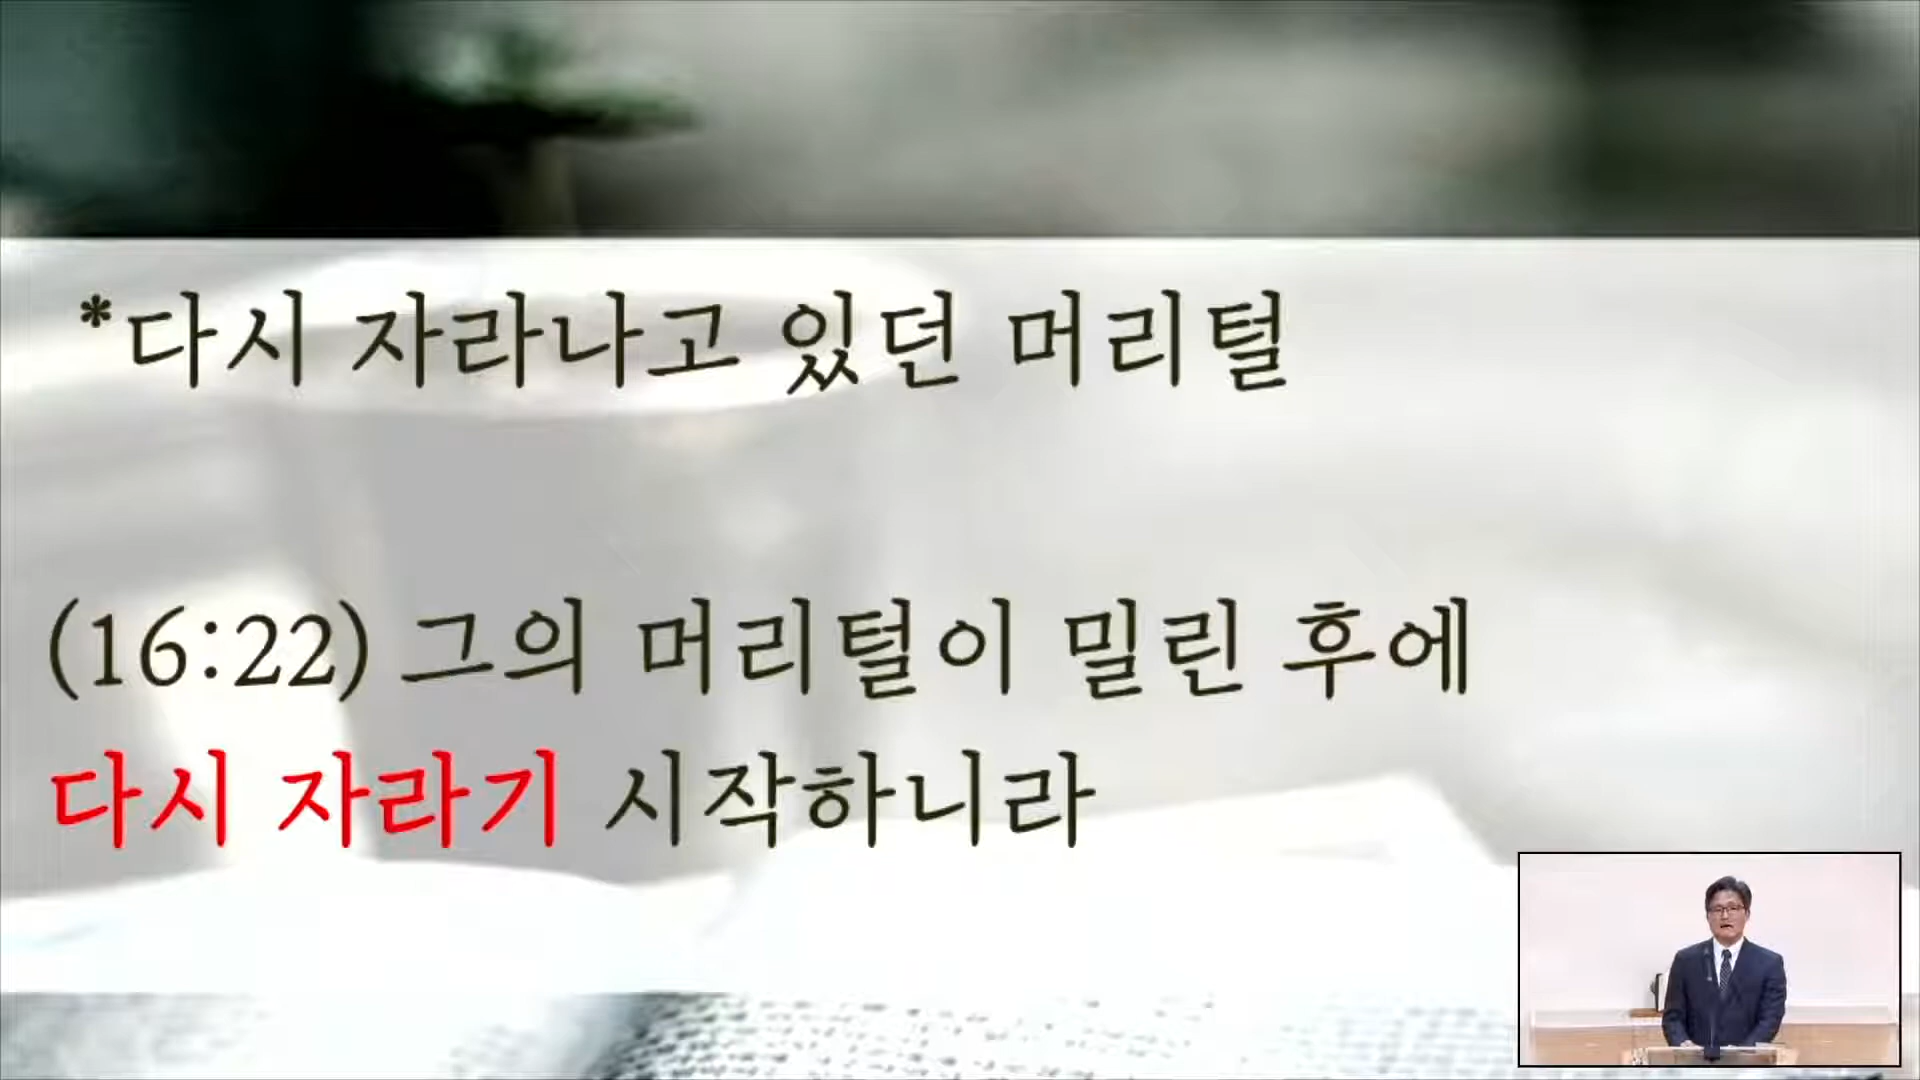 *다시 자라나고 있던 머리털
(16:22) 그의 머리털이 밀린 후에
다시 자라기 시작하니라